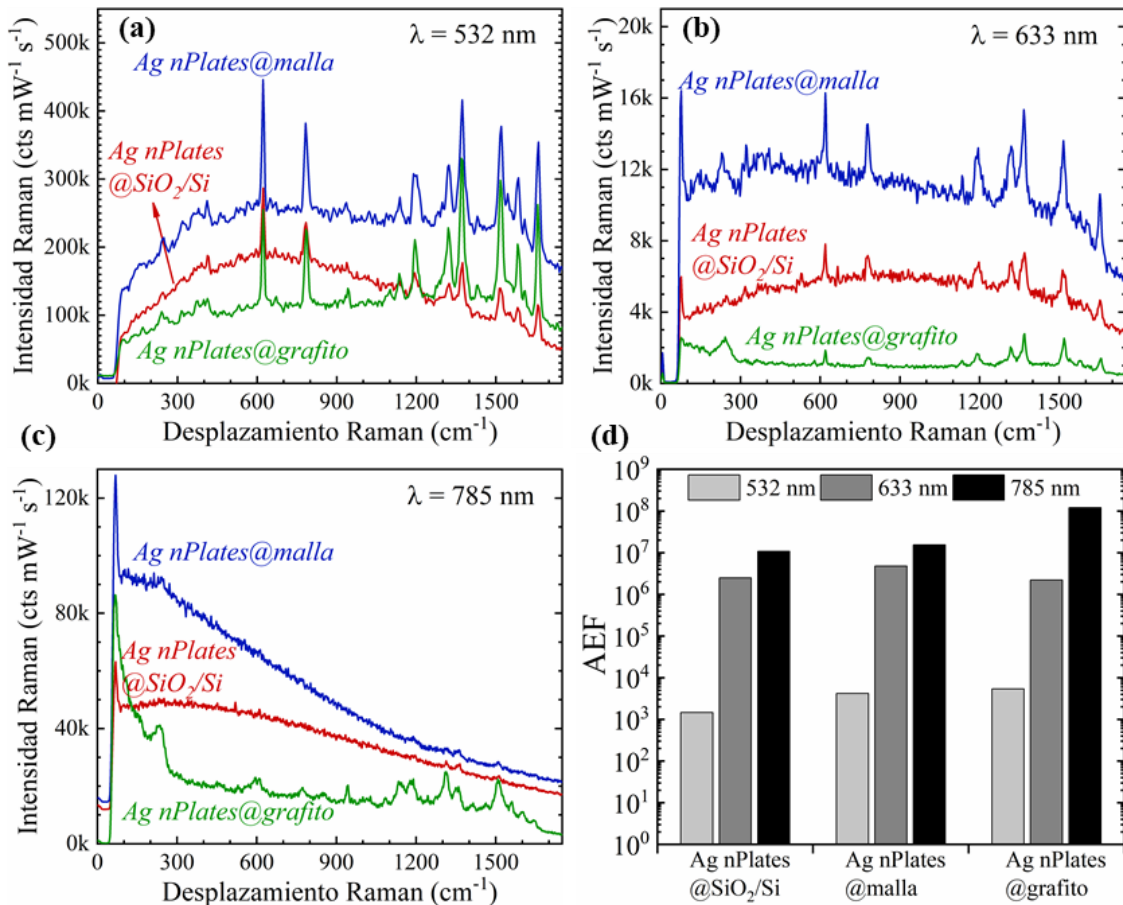 (a)
λ = 532 nm
Ag nPlates@malla
Ag nPlates
@SiO₂/Si
Ag nPlates@grafito
500k
400k
300k
200k
100k
0k
0 300 600 900 1200 1500
Intensidad Raman (cts mW⁻¹ s⁻¹)
Desplazamiento Raman (cm⁻¹)
(b)
λ = 633 nm
Ag nPlates@malla
Ag nPlates
@SiO₂/Si
Ag nPlates@grafito
20k
16k
12k
8k
4k
0k
0 300 600 900 1200 1500
Intensidad Raman (cts mW⁻¹ s⁻¹)
Desplazamiento Raman (cm⁻¹)
(c)
λ = 785 nm
Ag nPlates@malla
Ag nPlates
@SiO₂/Si
Ag nPlates@grafito
120k
80k
40k
0k
0 300 600 900 1200 1500
Intensidad Raman (cts mW⁻¹ s⁻¹)
Desplazamiento Raman (cm⁻¹)
(d)
532 nm 633 nm 785 nm
10⁹
10⁸
10⁷
10⁶
10⁵
10⁴
10³
10²
10¹
10⁰
AEF
Ag nPlates Ag nPlates Ag nPlates
@SiO₂/Si @malla @grafito